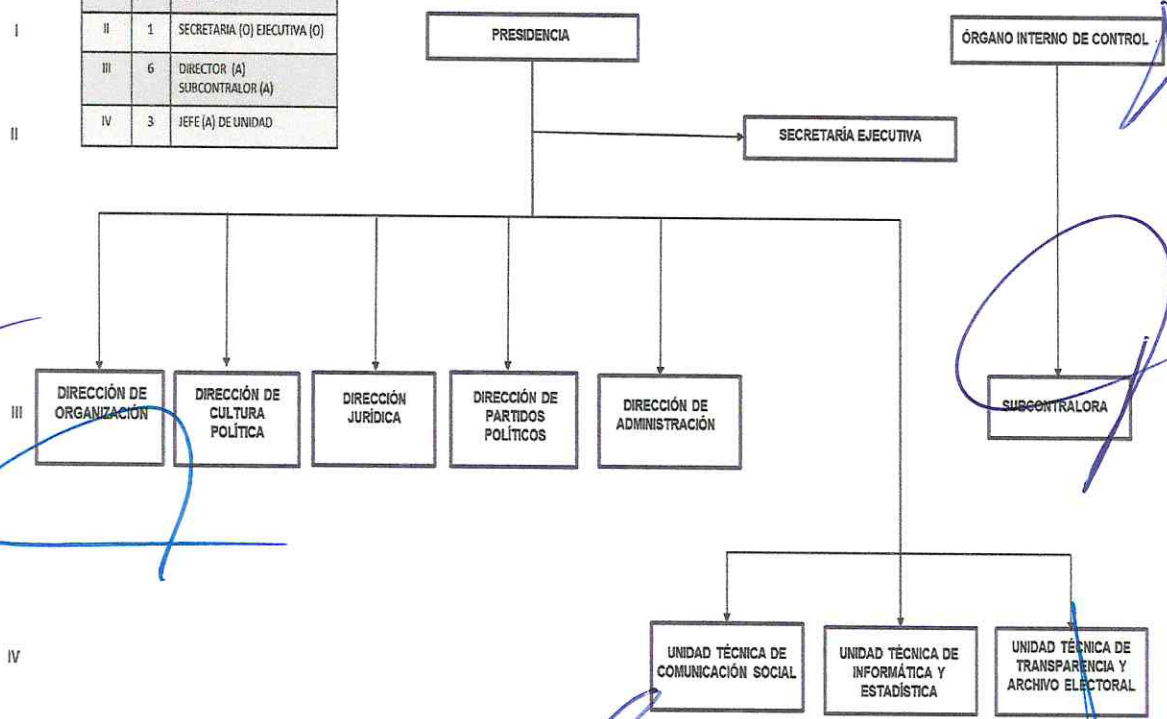 I
II 1 SECRETARIA (O) EJECUTIVA (O)
III 6 DIRECTOR (A)
SUBCONTRALOR (A)
IV 3 JEFE (A) DE UNIDAD
PRESIDENCIA
ÓRGANO INTERNO DE CONTROL
II
SECRETARÍA EJECUTIVA
III
DIRECCIÓN DE
ORGANIZACIÓN
DIRECCIÓN DE
CULTURA
POLÍTICA
DIRECCIÓN
JURÍDICA
DIRECCIÓN DE
PARTIDOS
POLÍTICOS
DIRECCIÓN DE
ADMINISTRACIÓN
SUBCONTRALORA
IV
UNIDAD TÉCNICA DE
COMUNICACIÓN SOCIAL
UNIDAD TÉCNICA DE
INFORMÁTICA Y
ESTADÍSTICA
UNIDAD TÉCNICA DE
TRANSPARENCIA Y
ARCHIVO ELECTORAL